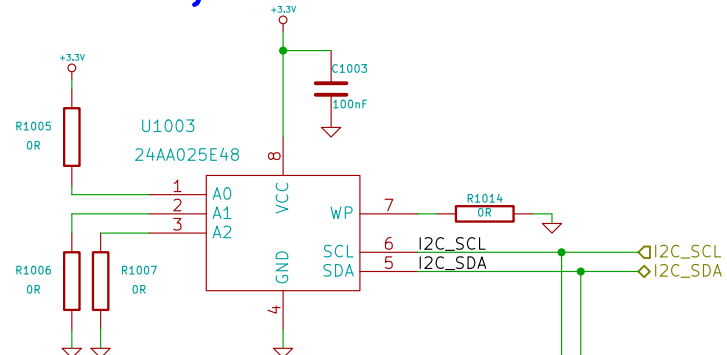 +3.3V
+3.3V
C1003
100nF
R1005
0R
U1003
24AA025E48
8
1
A0
VCC
2
A1
WP
7
R1014
0R
3
A2
SCL
6
I2C_SCL
I2C_SCL
SDA
5
I2C_SDA
I2C_SDA
GND
R1006
0R
R1007
0R
4